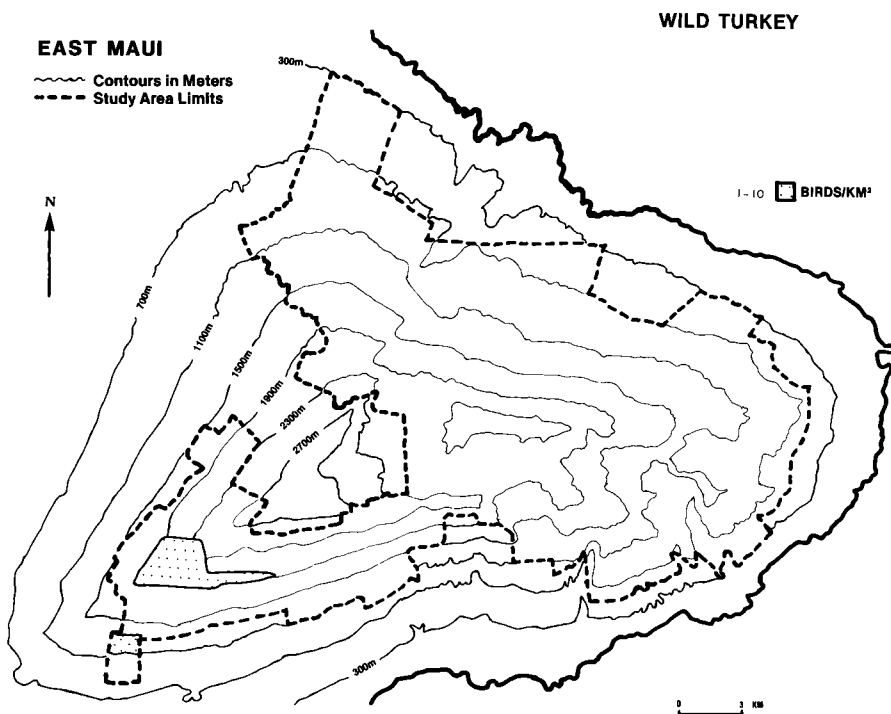 WILD TURKEY
EAST MAUI
Contours in Meters
Study Area Limits
300m
N
1-10 BIRDS/KM²
700m
1100m
1500m
1900m
2300m
2700m
300m
0 3 KM